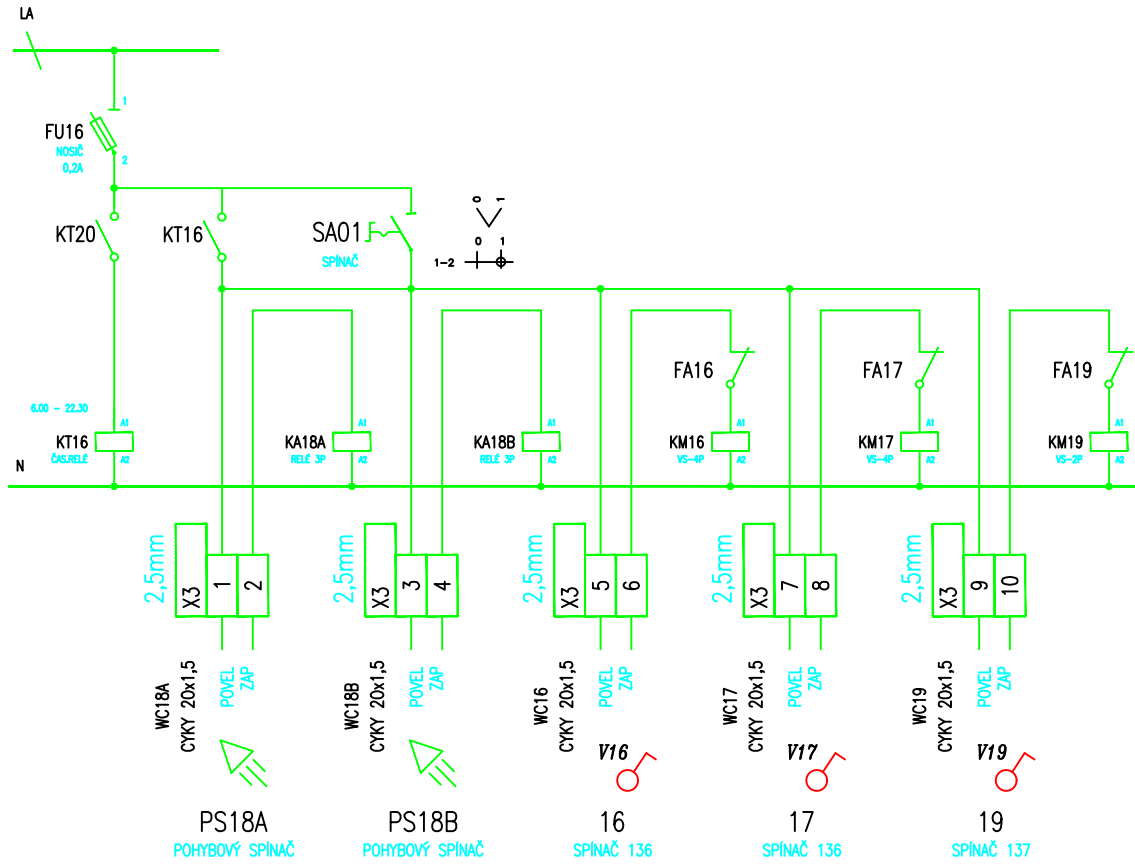 LA
1
FU16
NOSIČ
0,2A
2
KT20
KT16
SA01
SPÍNAČ
0 1
0 1
1-2
FA16
FA17
FA19
6.00 - 22.30
KT16
ČAS.RELÉ
A1
A2
KA18A
RELÉ 3P
A1
A2
KA18B
RELÉ 3P
A1
A2
KM16
VS-4P
A1
A2
KM17
VS-4P
A1
A2
KM19
VS-2P
A1
A2
N
2,5mm
X3
1
2
2,5mm
X3
3
4
2,5mm
X3
5
6
2,5mm
X3
7
8
2,5mm
X3
9
10
WC18A
CYKY 20x1,5
POVEL
ZAP
WC18B
CYKY 20x1,5
POVEL
ZAP
WC16
CYKY 20x1,5
POVEL
ZAP
WC17
CYKY 20x1,5
POVEL
ZAP
WC19
CYKY 20x1,5
POVEL
ZAP
V16
V17
V19
PS18A
POHYBOVÝ SPÍNAČ
PS18B
POHYBOVÝ SPÍNAČ
16
SPÍNAČ 136
17
SPÍNAČ 136
19
SPÍNAČ 137